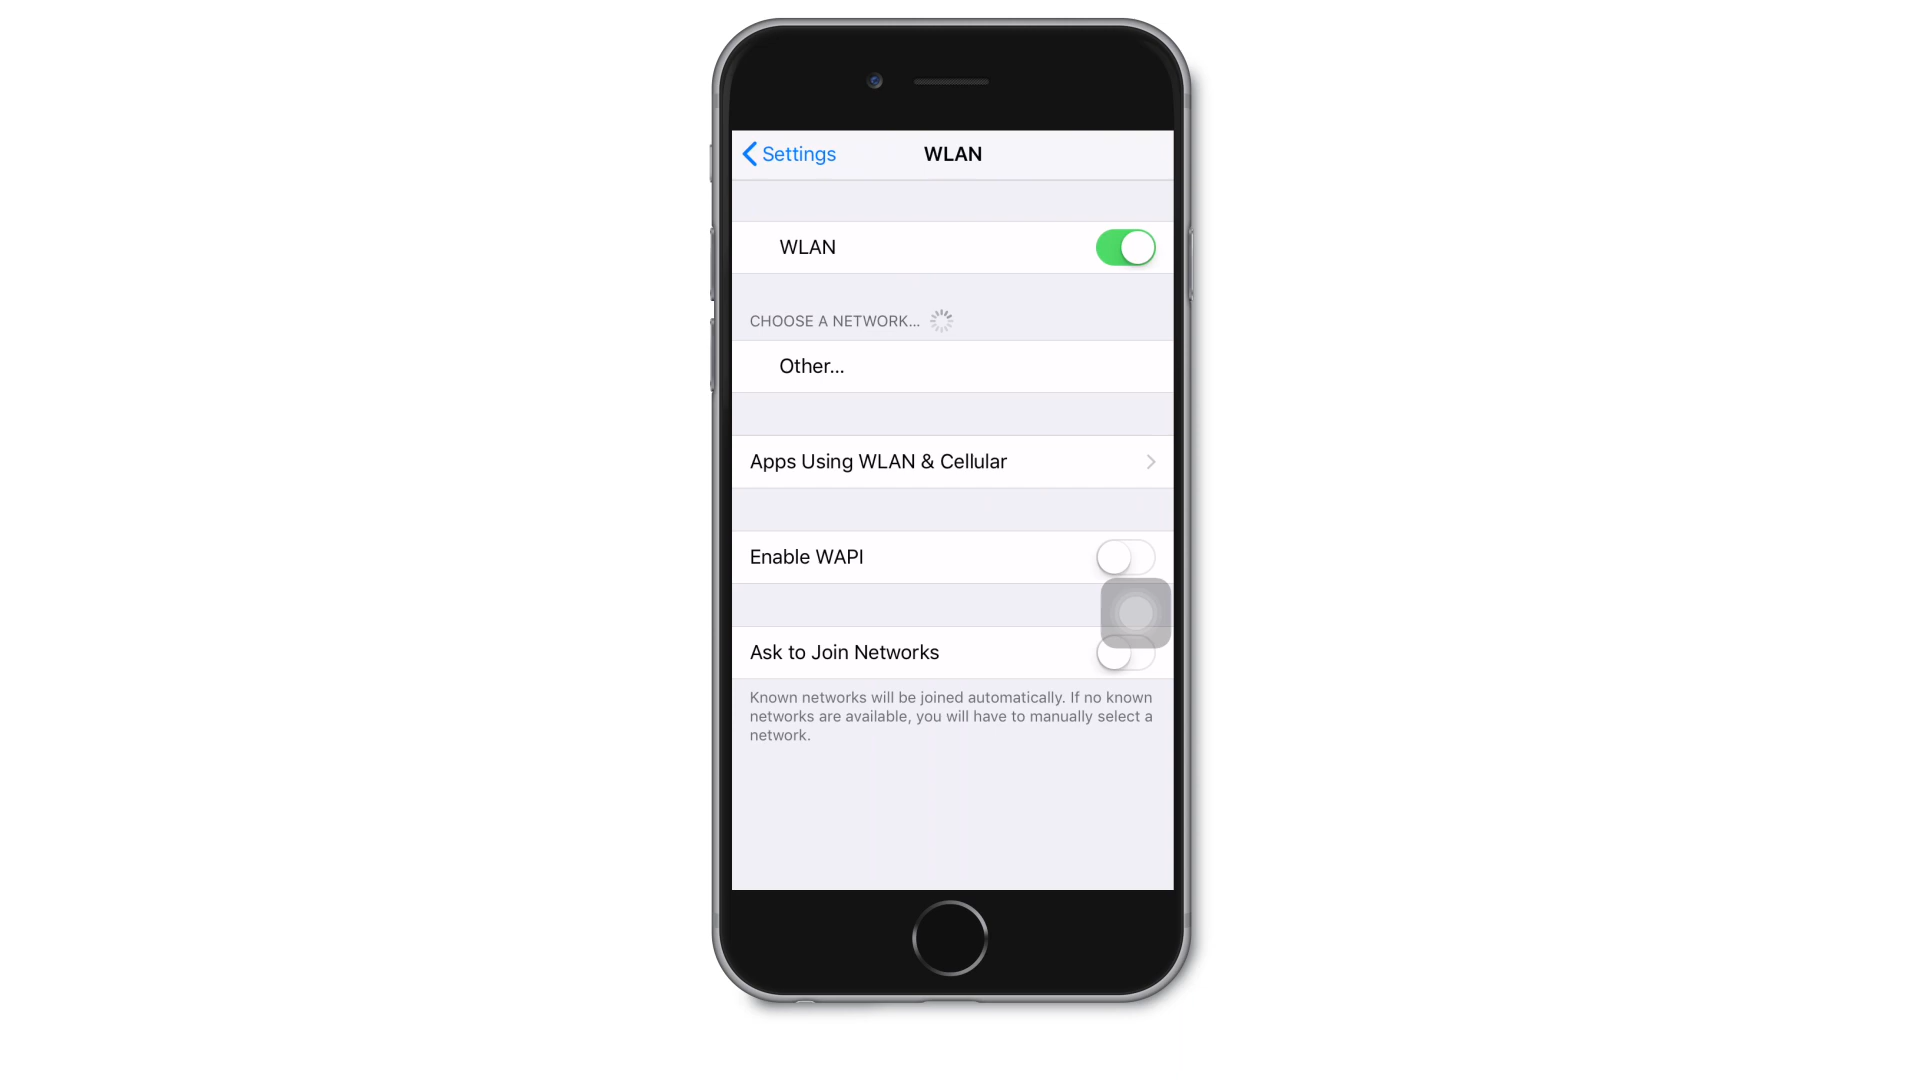 Settings
WLAN
WLAN
CHOOSE A NETWORK...
Other...
Apps Using WLAN & Cellular
Enable WAPI
Ask to Join Networks
Known networks will be joined automatically. If no known
networks are available, you will have to manually select a
network.